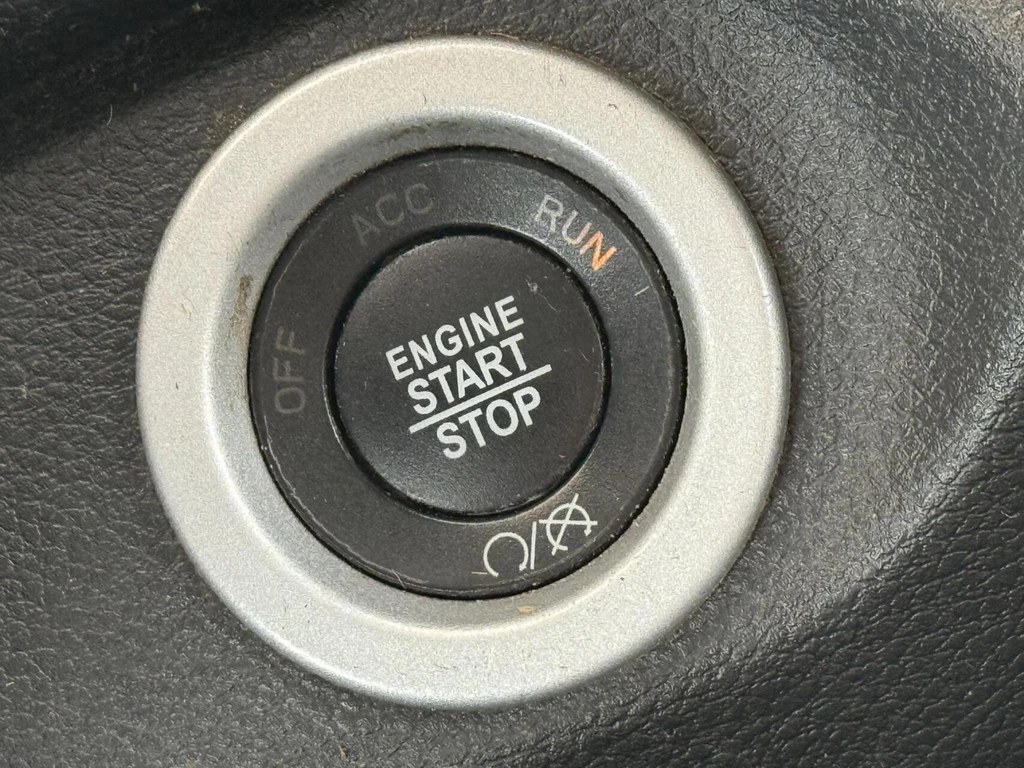 ACC
RUN
OFF
ENGINE
START
STOP